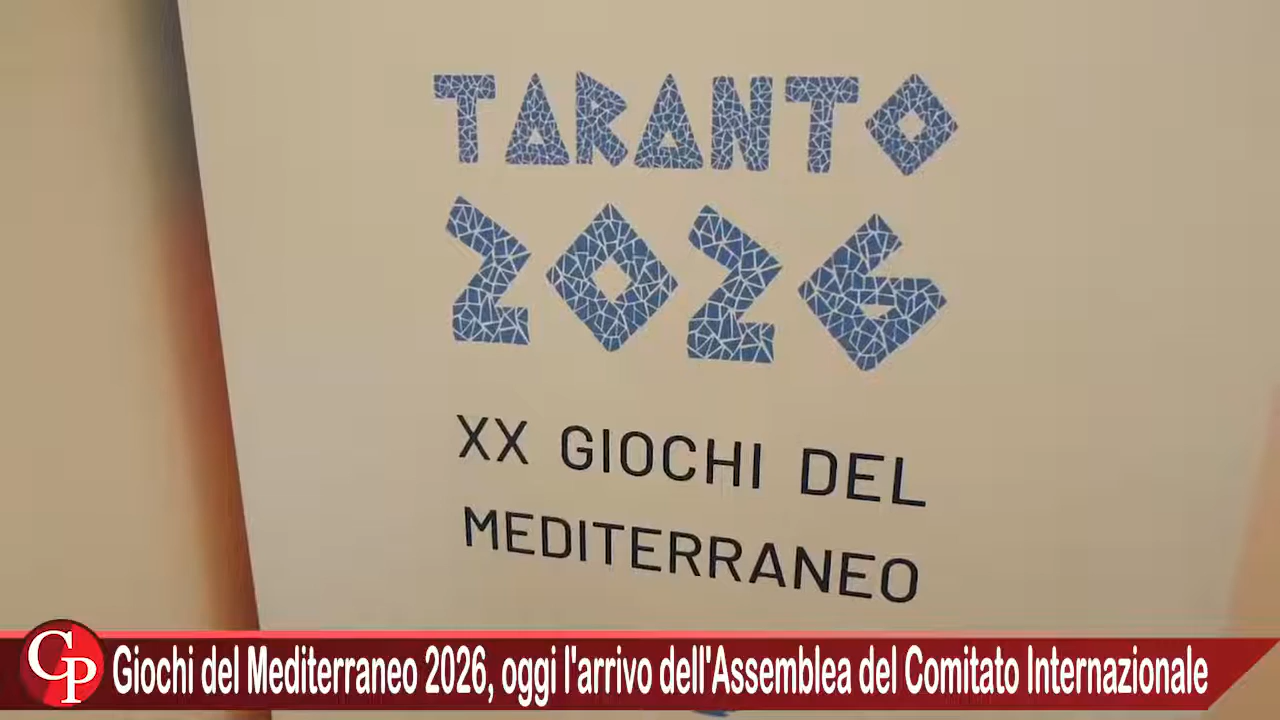 TARANTO
2026
XX GIOCHI DEL
MEDITERRANEO
GP Giochi del Mediterraneo 2026, oggi l'arrivo dell'Assemblea del Comitato Internazionale